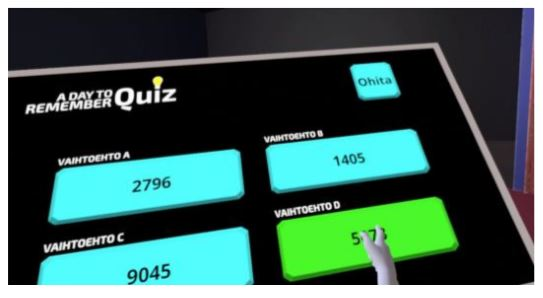 A DAY TO
REMEMBER Quiz
Ohita
VAIHTOEHTO A
2796
VAIHTOEHTO B
1405
VAIHTOEHTO C
9045
VAIHTOEHTO D